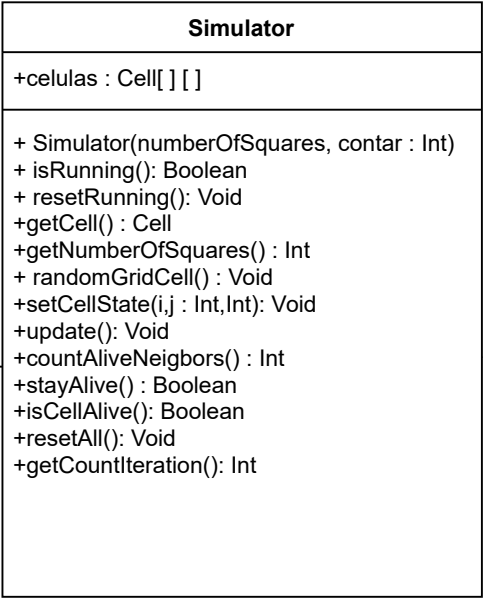 Simulator
+celulas : Cell[ ] [ ]
+ Simulator(numberOfSquares, contar : Int)
+ isRunning(): Boolean
+ resetRunning(): Void
+getCell() : Cell
+getNumberOfSquares() : Int
+ randomGridCell() : Void
+setCellState(i,j : Int,Int): Void
+update(): Void
+countAliveNeigbors() : Int
+stayAlive() : Boolean
+isCellAlive(): Boolean
+resetAll(): Void
+getCountIteration(): Int